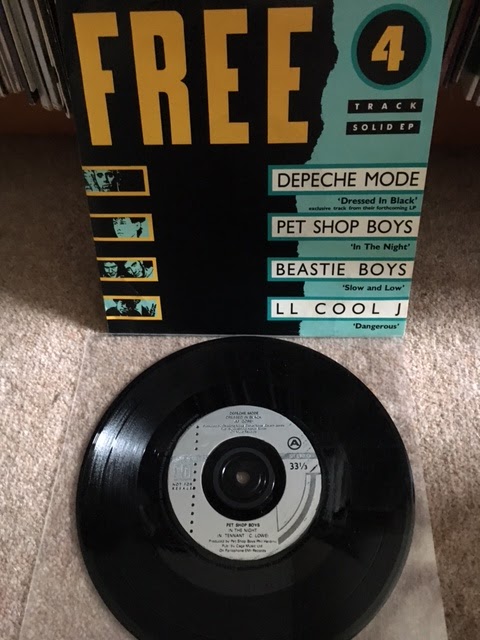 FREE
4
TRACK
SOLID EP
DEPECHE MODE
'Dressed In Black'
exclusive track from their forthcoming LP
PET SHOP BOYS
'In The Night'
BEASTIE BOYS
'Slow and Low'
LL COOL J
'Dangerous'
DEPECHE MODE
DRESSED IN BLACK
A
33⅓
NOT FOR
RESALE
PET SHOP BOYS
IN THE NIGHT
(N. TENNANT C. LOWE)